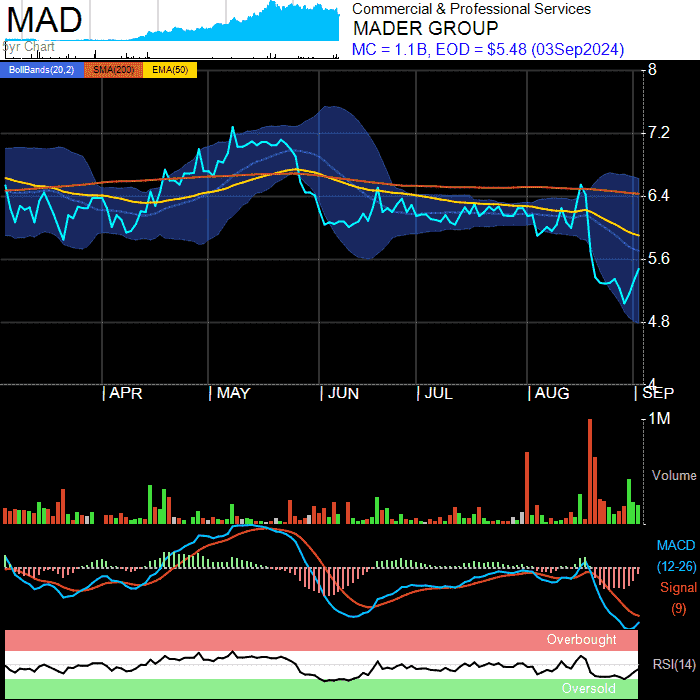 MAD
Commercial & Professional Services
MADER GROUP
MC = 1.1B, EOD = $5.48 (03Sep2024)
5yr Chart
BollBands(20,2) SMA(200) EMA(50)
8
7.2
6.4
5.6
4.8
4
APR MAY JUN JUL AUG SEP
1M
Volume
MACD
(12-26)
Signal
(9)
Overbought
RSI(14)
Oversold